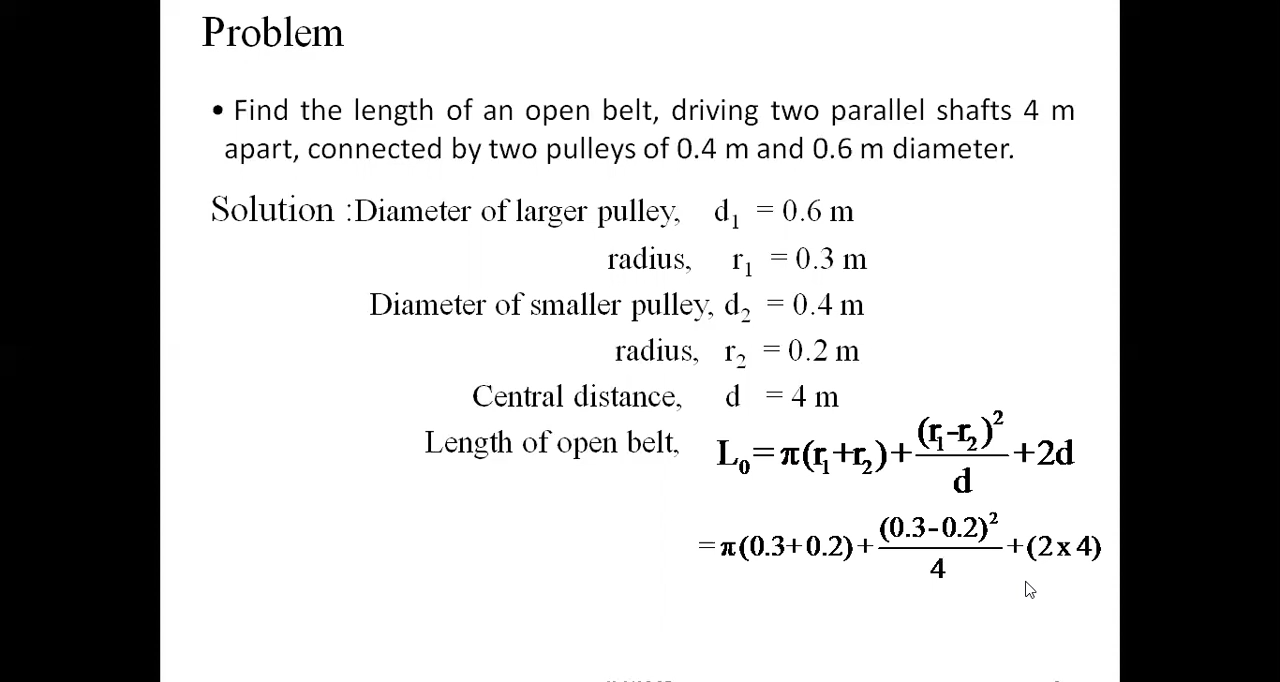 Problem
• Find the length of an open belt, driving two parallel shafts 4 m
apart, connected by two pulleys of 0.4 m and 0.6 m diameter.
Solution :Diameter of larger pulley, d₁ = 0.6 m
radius, r₁ = 0.3 m
Diameter of smaller pulley, d₂ = 0.4 m
radius, r₂ = 0.2 m
Central distance, d = 4 m
Length of open belt, L₀=π(r₁+r₂)+(r₁-r₂)²/d+2d
=π(0.3+0.2)+(0.3-0.2)²/4+(2x4)